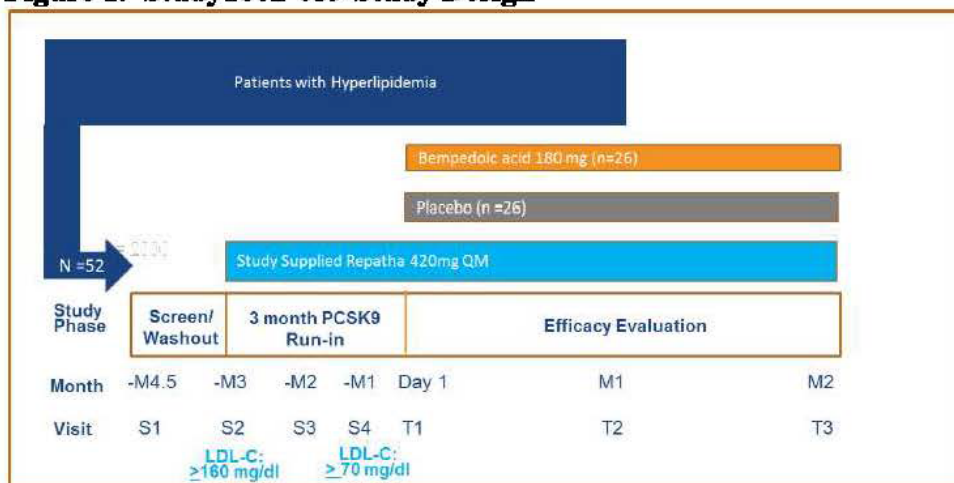 Patients with Hyperlipidemia
Bempedoic acid 180 mg (n=26)
Placebo (n =26)
N =52
Study Supplied Repatha 420mg QM
Study Phase
Screen/ Washout
3 month PCSK9 Run-in
Efficacy Evaluation
Month -M4.5 -M3 -M2 -M1 Day 1 M1 M2
Visit S1 S2 S3 S4 T1 T2 T3
LDL-C: LDL-C:
≥160 mg/dl ≥ 70 mg/dl